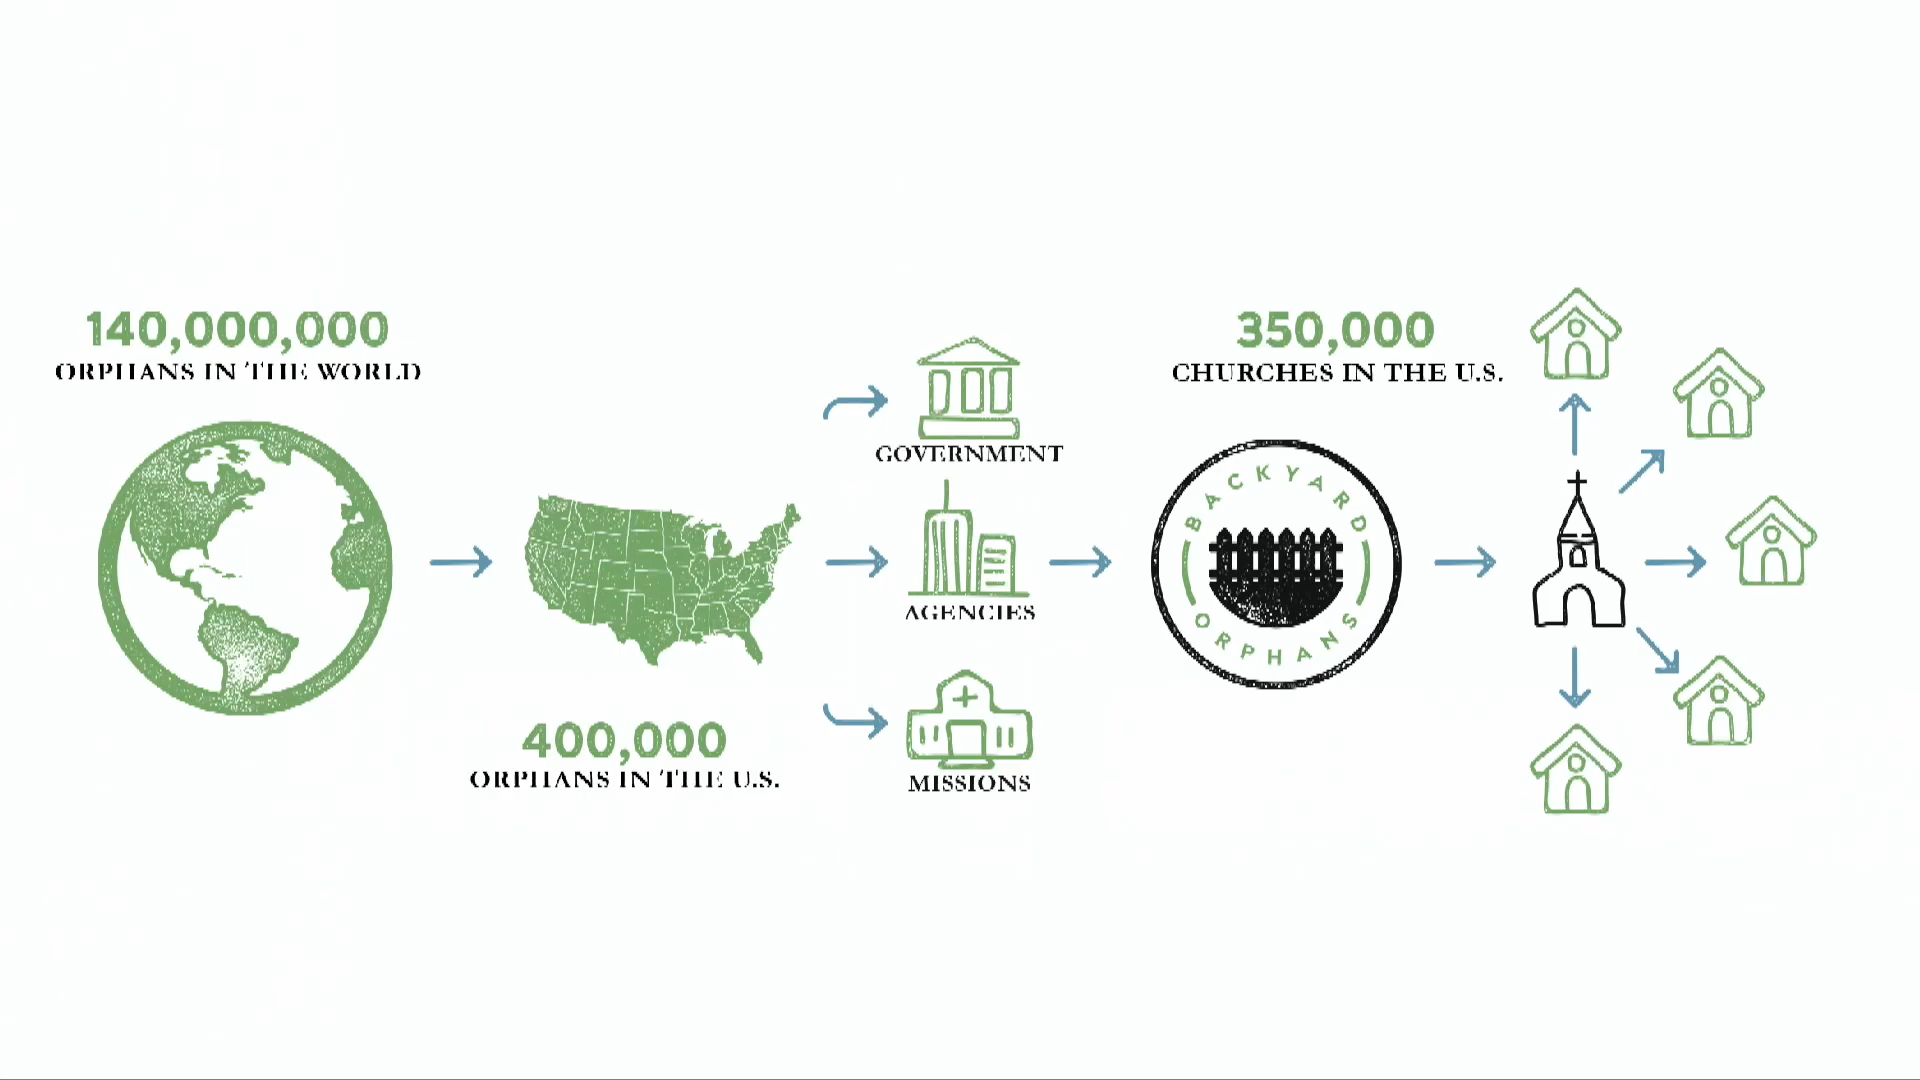 140,000,000
ORPHANS IN THE WORLD
400,000
ORPHANS IN THE U.S.
GOVERNMENT
AGENCIES
MISSIONS
350,000
CHURCHES IN THE U.S.
BACKYARD
ORPHANS